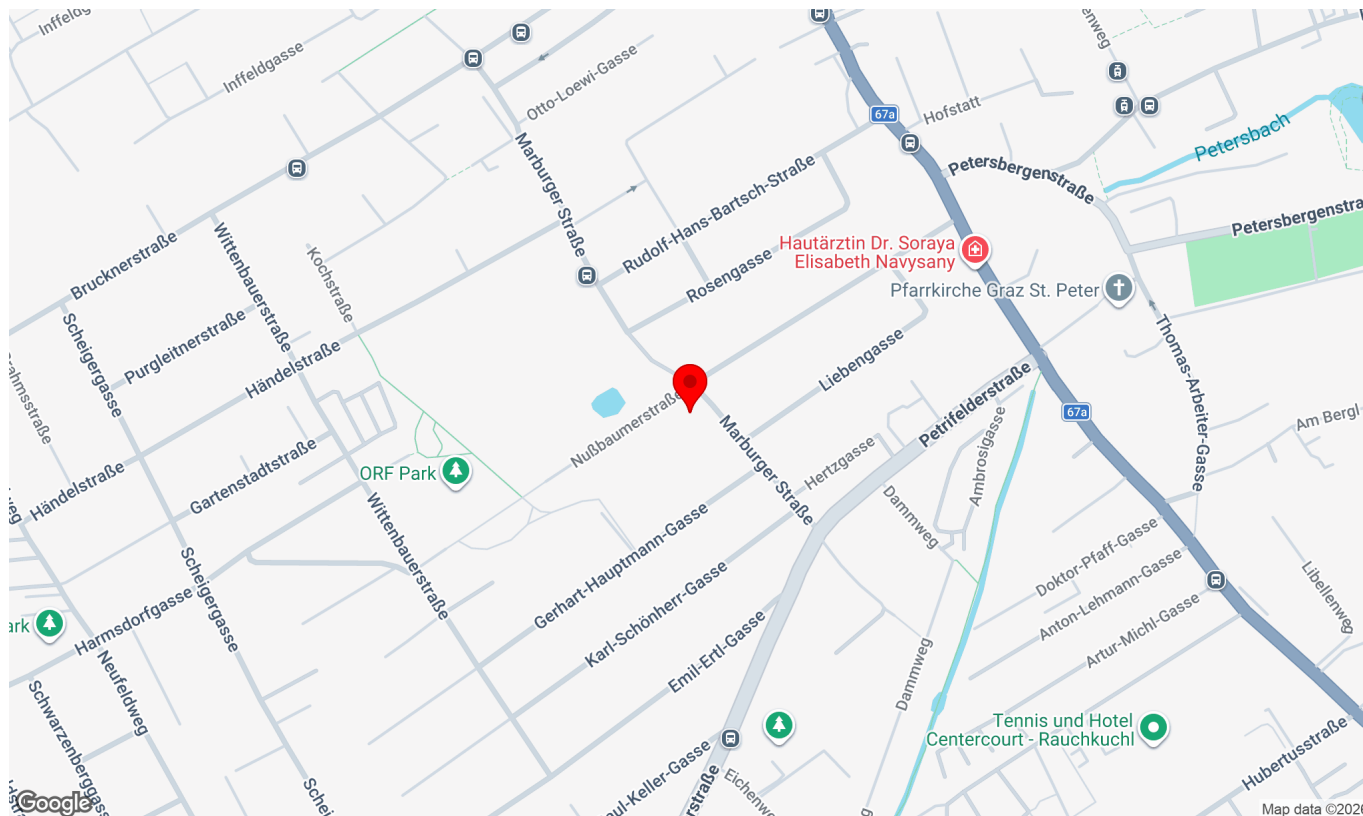 Inffeldgasse
Inffeldgasse
Otto-Loewi-Gasse
67a
Hofstatt
Petersbach
Marburger Straße
Petersbergenstraße
Rudolf-Hans-Bartsch-Straße
Wittenbauerstraße
Kochstraße
Brucknerstraße
Rosengasse
Hautärztin Dr. Soraya
Elisabeth Navysany
Pfarrkirche Graz St. Peter
Scheigergasse
Purgleitnerstraße
Händelstraße
Liebengasse
Thomas-Arbeiter-Gasse
Petrifelderstraße
67a
Nußbaumerstraße
Marburger Straße
Ambrosigasse
Am Bergl
Gartenstadtstraße
ORF Park
Hertzgasse
Händelstraße
Wittenbauerstraße
Dammweg
Gerhart-Hauptmann-Gasse
Doktor-Pfaff-Gasse
Anton-Lehmann-Gasse
Artur-Michl-Gasse
Libellenweg
Scheigergasse
Harmsdorfgasse
Karl-Schönherr-Gasse
Emil-Ertl-Gasse
Neufeldweg
Dammweg
Schwarzenberggasse
Tennis und Hotel
Centercourt - Rauchkuchl
Hubertusstraße
Google
Map data ©2026